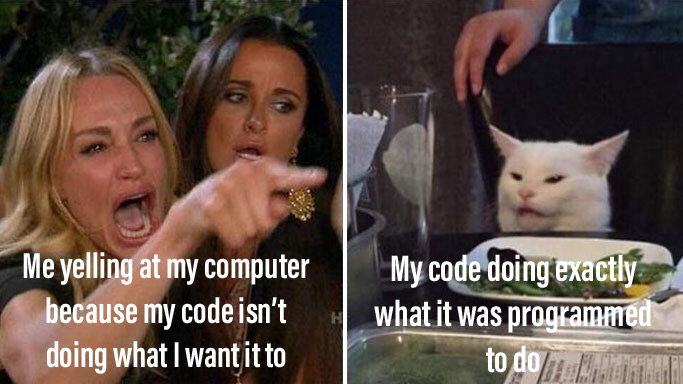 Me yelling at my computer
because my code isn't
doing what I want it to
My code doing exactly
what it was programmed
to do